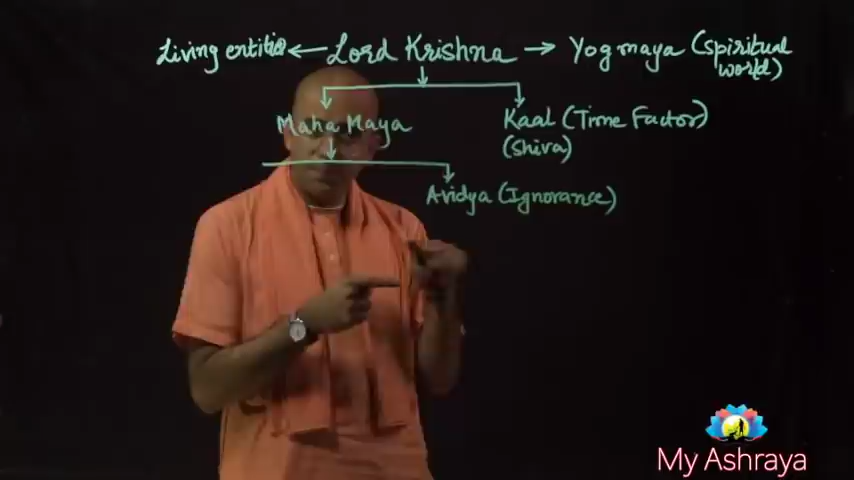 Living entities ← Lord Krishna → Yogmaya (spiritual world)
Maha Maya
Kaal (Time Factor)
(Shiva)
Avidya (Ignorance)
My Ashraya